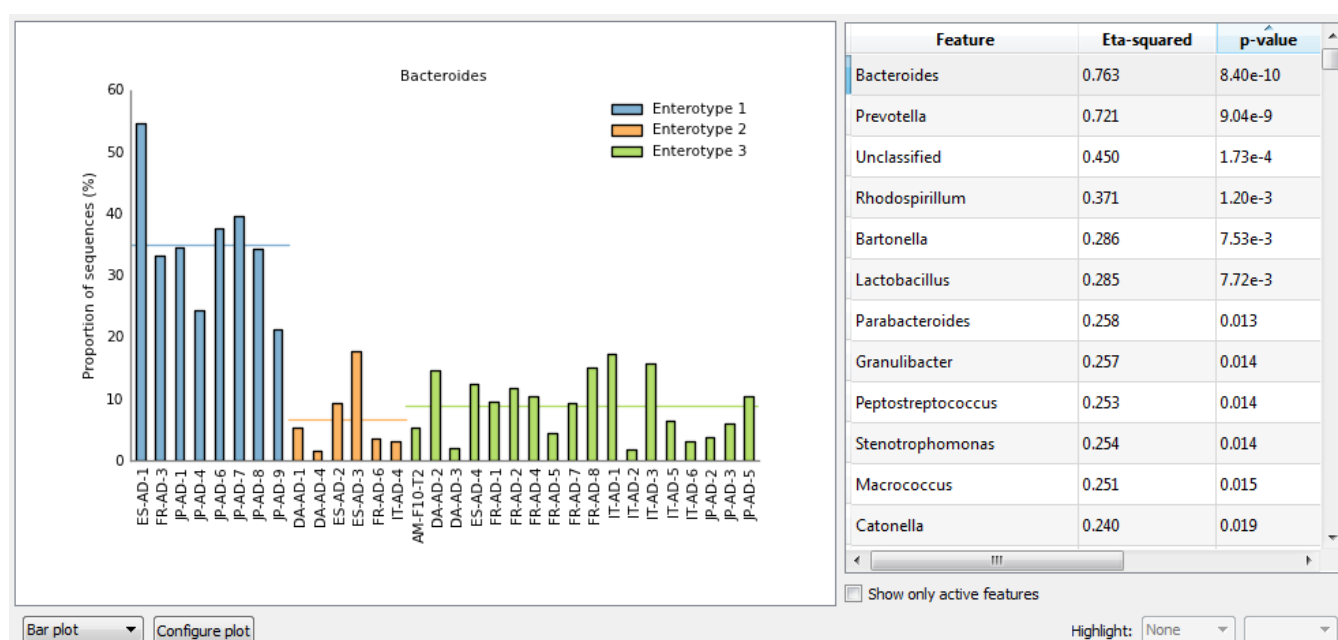 Bacteroides
60
50
40
30
20
10
0
Proportion of sequences (%)
Enterotype 1
Enterotype 2
Enterotype 3
ES-AD-1
FR-AD-3
JP-AD-1
JP-AD-4
JP-AD-6
JP-AD-7
JP-AD-8
JP-AD-9
DA-AD-1
DA-AD-4
ES-AD-2
ES-AD-3
FR-AD-6
IT-AD-4
AM-F10-T2
DA-AD-2
DA-AD-3
ES-AD-4
FR-AD-1
FR-AD-2
FR-AD-4
FR-AD-5
FR-AD-7
FR-AD-8
IT-AD-1
IT-AD-2
IT-AD-3
IT-AD-5
IT-AD-6
JP-AD-2
JP-AD-3
JP-AD-5
Feature Eta-squared p-value
Bacteroides 0.763 8.40e-10
Prevotella 0.721 9.04e-9
Unclassified 0.450 1.73e-4
Rhodospirillum 0.371 1.20e-3
Bartonella 0.286 7.53e-3
Lactobacillus 0.285 7.72e-3
Parabacteroides 0.258 0.013
Granulibacter 0.257 0.014
Peptostreptococcus 0.253 0.014
Stenotrophomonas 0.254 0.014
Macrococcus 0.251 0.015
Catonella 0.240 0.019
Show only active features
Bar plot Configure plot Highlight: None